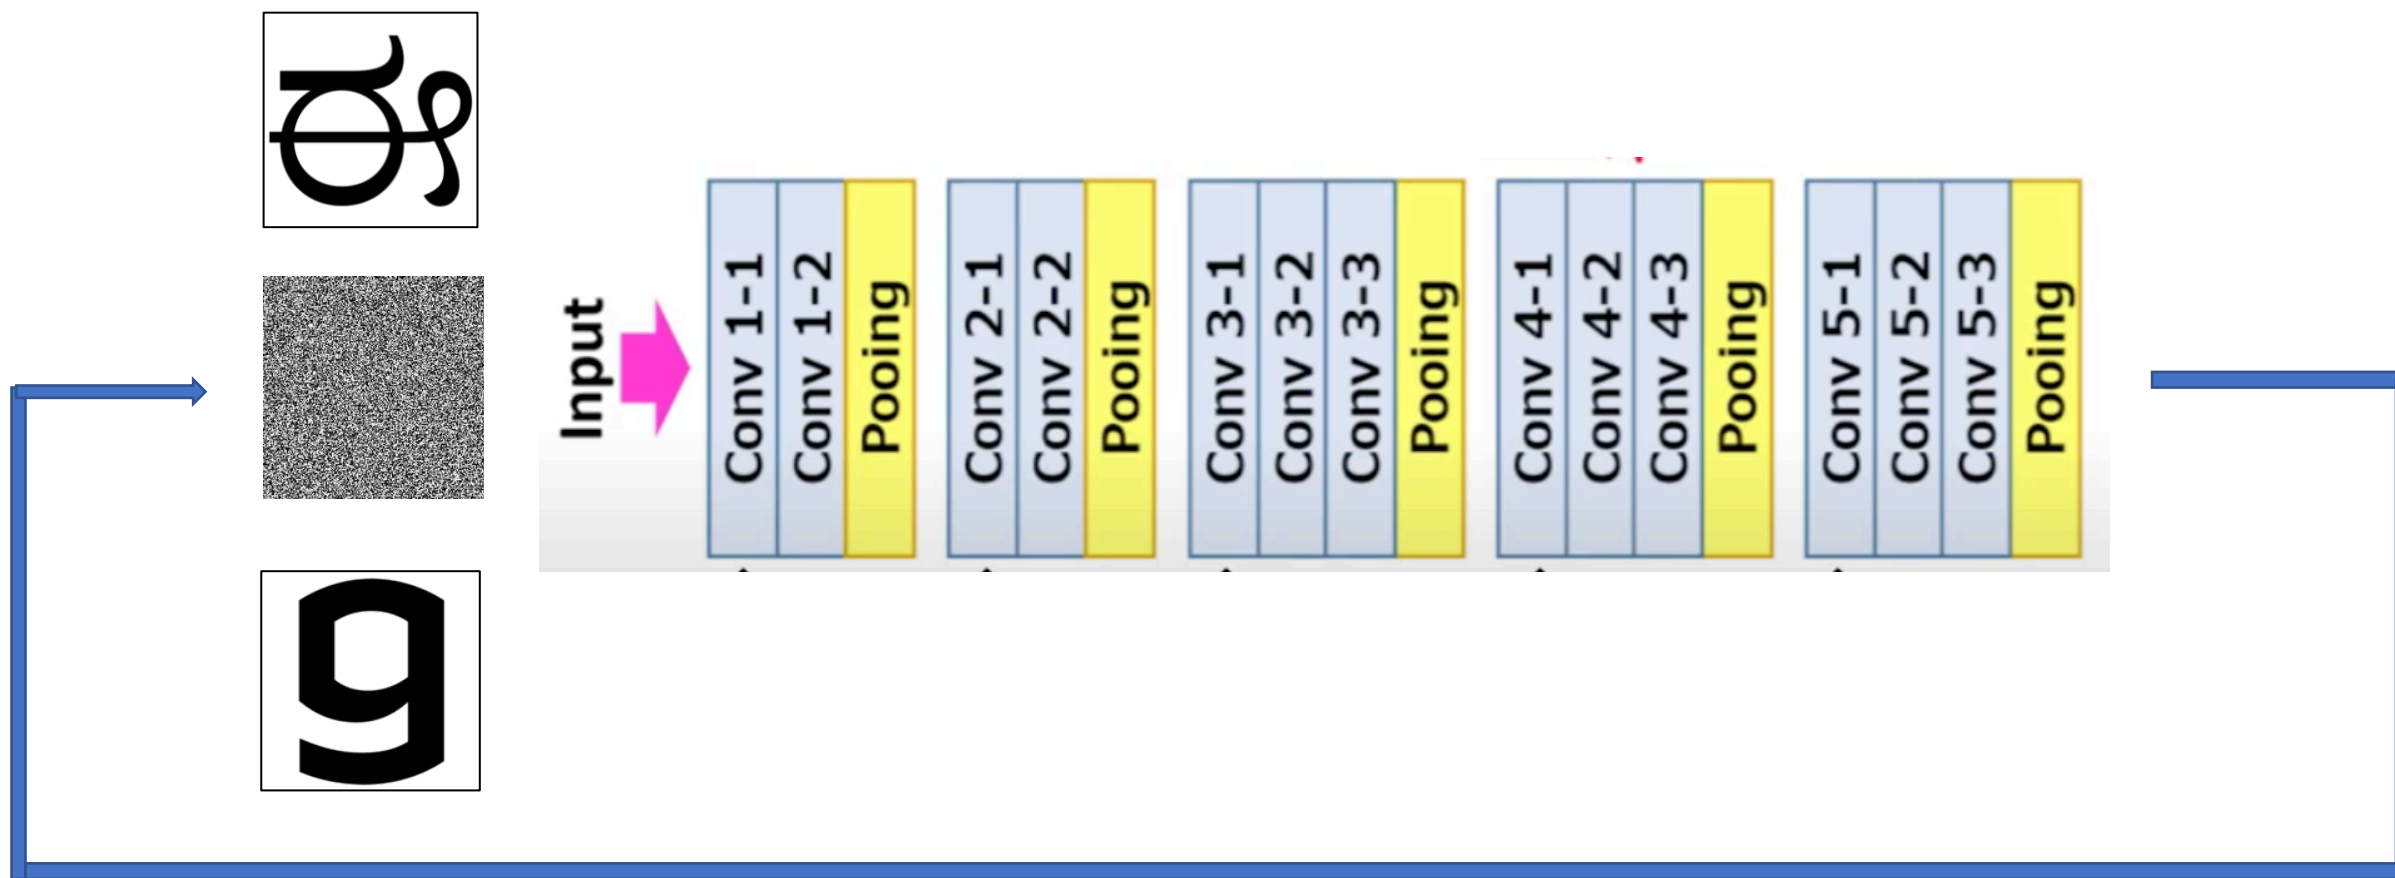 g
Input
Conv 1-1
Conv 1-2
Pooing
Conv 2-1
Conv 2-2
Pooing
Conv 3-1
Conv 3-2
Conv 3-3
Pooing
Conv 4-1
Conv 4-2
Conv 4-3
Pooing
Conv 5-1
Conv 5-2
Conv 5-3
Pooing